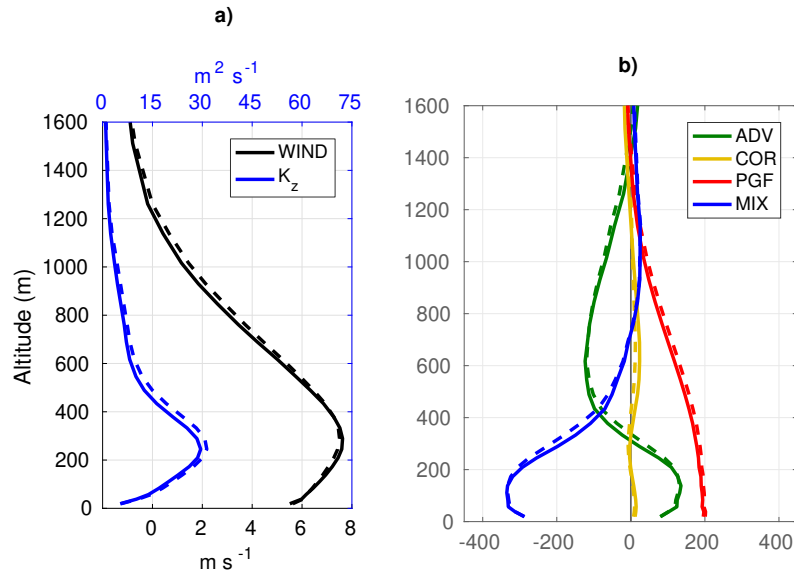 a)
m² s⁻¹
0 15 30 45 60 75
1600
1400
1200
1000
800
600
400
200
0
Altitude (m)
WIND
K_z
0 2 4 6 8
m s⁻¹
b)
1600
1400
1200
1000
800
600
400
200
0
ADV
COR
PGF
MIX
-400 -200 0 200 400